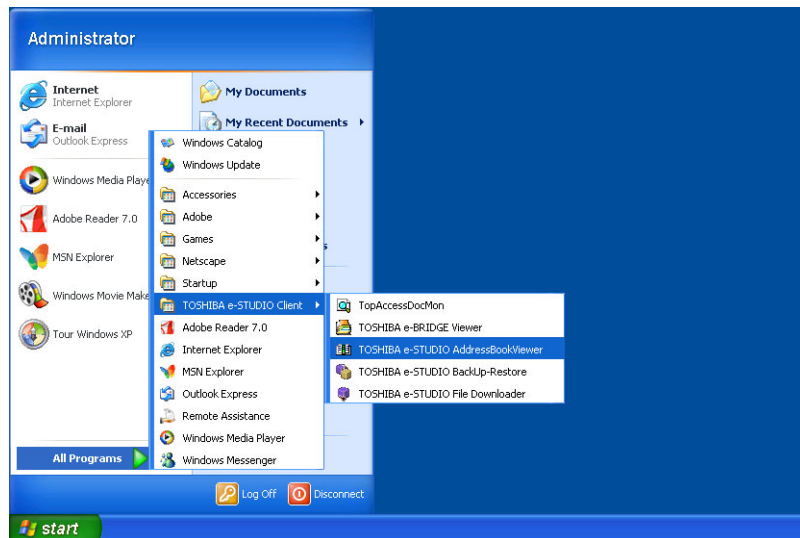 Administrator
Internet
Internet Explorer
E-mail
Outlook Express
Windows Media Playe
Adobe Reader 7.0
MSN Explorer
Windows Movie Make
Tour Windows XP
All Programs
My Documents
My Recent Documents
s
Windows Catalog
Windows Update
Accessories
Adobe
Games
Netscape
Startup
TOSHIBA e-STUDIO Client
Adobe Reader 7.0
Internet Explorer
MSN Explorer
Outlook Express
Remote Assistance
Windows Media Player
Windows Messenger
TopAccessDocMon
TOSHIBA e-BRIDGE Viewer
TOSHIBA e-STUDIO AddressBookViewer
TOSHIBA e-STUDIO BackUp-Restore
TOSHIBA e-STUDIO File Downloader
Log Off
Disconnect
start